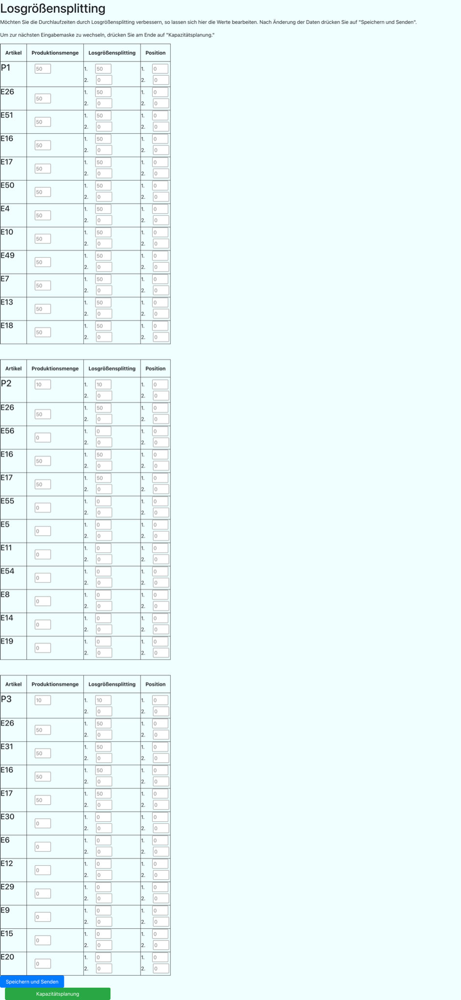 Losgrößensplitting
Möchten Sie die Durchlaufzeiten durch Losgrößensplitting verbessern, so lassen sich hier die Werte bearbeiten. Nach Änderung der Daten drücken Sie auf "Speichern und Senden".
Um zur nächsten Eingabemaske zu wechseln, drücken Sie am Ende auf "Kapazitätsplanung."
Artikel Produktionsmenge Losgrößensplitting Position
P1 50 1. 50 1. 0
2. 0 2. 0
E26 50 1. 50 1. 0
2. 0 2. 0
E51 50 1. 50 1. 0
2. 0 2. 0
E16 50 1. 50 1. 0
2. 0 2. 0
E17 50 1. 50 1. 0
2. 0 2. 0
E50 50 1. 50 1. 0
2. 0 2. 0
E4 50 1. 50 1. 0
2. 0 2. 0
E10 50 1. 50 1. 0
2. 0 2. 0
E49 50 1. 50 1. 0
2. 0 2. 0
E7 50 1. 50 1. 0
2. 0 2. 0
E13 50 1. 50 1. 0
2. 0 2. 0
E18 50 1. 50 1. 0
2. 0 2. 0
Artikel Produktionsmenge Losgrößensplitting Position
P2 10 1. 10 1. 0
2. 0 2. 0
E26 50 1. 50 1. 0
2. 0 2. 0
E56 0 1. 0 1. 0
2. 0 2. 0
E16 50 1. 50 1. 0
2. 0 2. 0
E17 50 1. 50 1. 0
2. 0 2. 0
E55 0 1. 0 1. 0
2. 0 2. 0
E5 0 1. 0 1. 0
2. 0 2. 0
E11 0 1. 0 1. 0
2. 0 2. 0
E54 0 1. 0 1. 0
2. 0 2. 0
E8 0 1. 0 1. 0
2. 0 2. 0
E14 0 1. 0 1. 0
2. 0 2. 0
E19 0 1. 0 1. 0
2. 0 2. 0
Artikel Produktionsmenge Losgrößensplitting Position
P3 10 1. 10 1. 0
2. 0 2. 0
E26 50 1. 50 1. 0
2. 0 2. 0
E31 50 1. 50 1. 0
2. 0 2. 0
E16 50 1. 50 1. 0
2. 0 2. 0
E17 50 1. 50 1. 0
2. 0 2. 0
E30 0 1. 0 1. 0
2. 0 2. 0
E6 0 1. 0 1. 0
2. 0 2. 0
E12 0 1. 0 1. 0
2. 0 2. 0
E29 0 1. 0 1. 0
2. 0 2. 0
E9 0 1. 0 1. 0
2. 0 2. 0
E15 0 1. 0 1. 0
2. 0 2. 0
E20 0 1. 0 1. 0
2. 0 2. 0
Speichern und Senden
Kapazitätsplanung